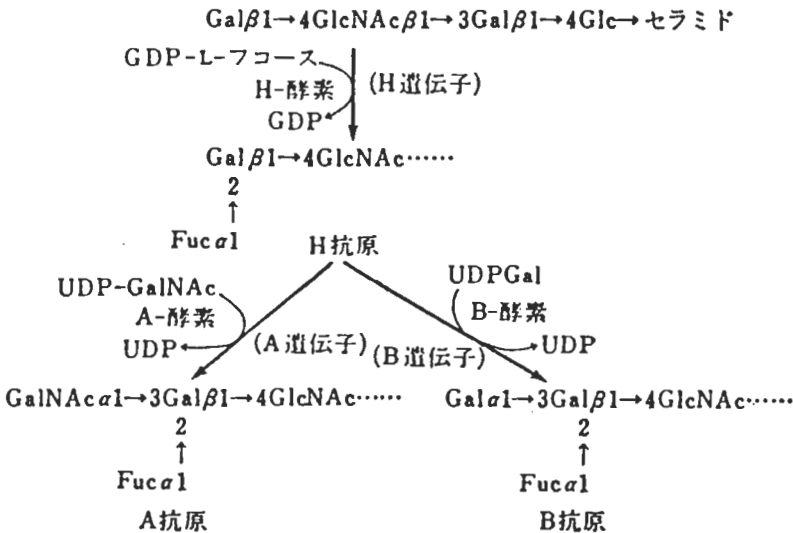 Galβ1→4GlcNAcβ1→3Galβ1→4Glc→セラミド
GDP-L-フコース
H-酵素
(H遺伝子)
GDP
Galβ1→4GlcNAc……
2
↑
Fucα1
H抗原
UDP-GalNAc
A-酵素
UDP
(A遺伝子)
UDPGal
B-酵素
(B遺伝子)
UDP
GalNAcα1→3Galβ1→4GlcNAc……
2
↑
Fucα1
A抗原
Galα1→3Galβ1→4GlcNAc……
2
↑
Fucα1
B抗原